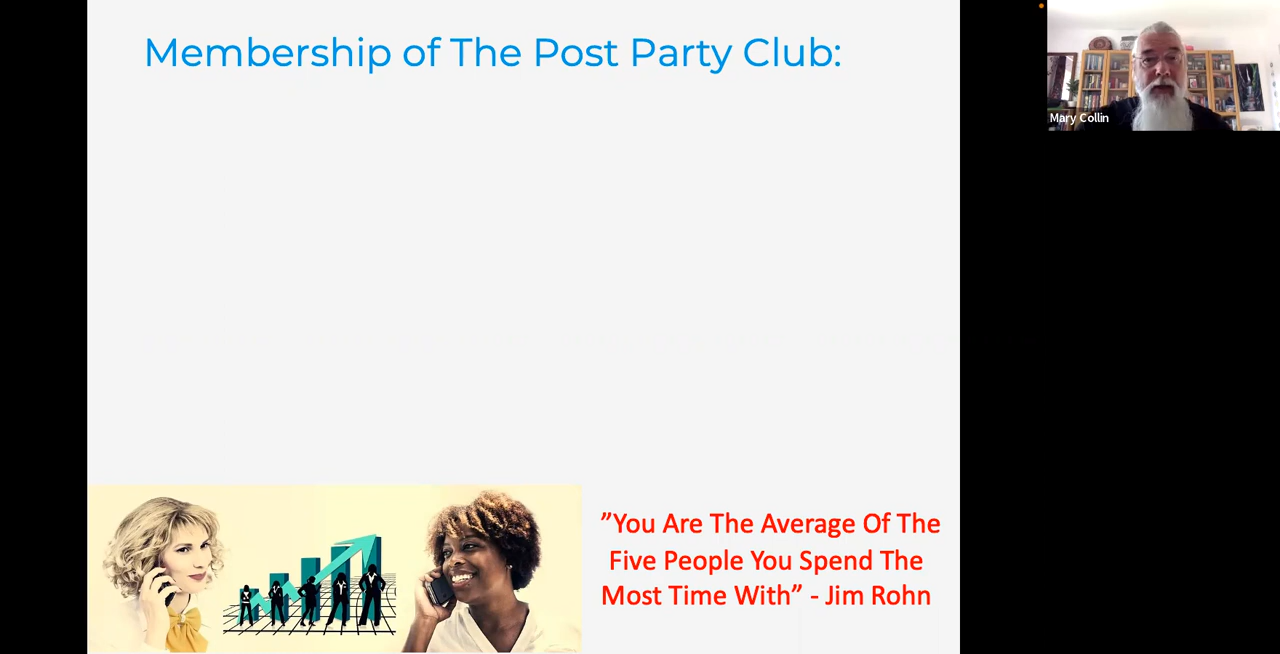 Membership of The Post Party Club:
Mary Collin
”You Are The Average Of The
Five People You Spend The
Most Time With” - Jim Rohn